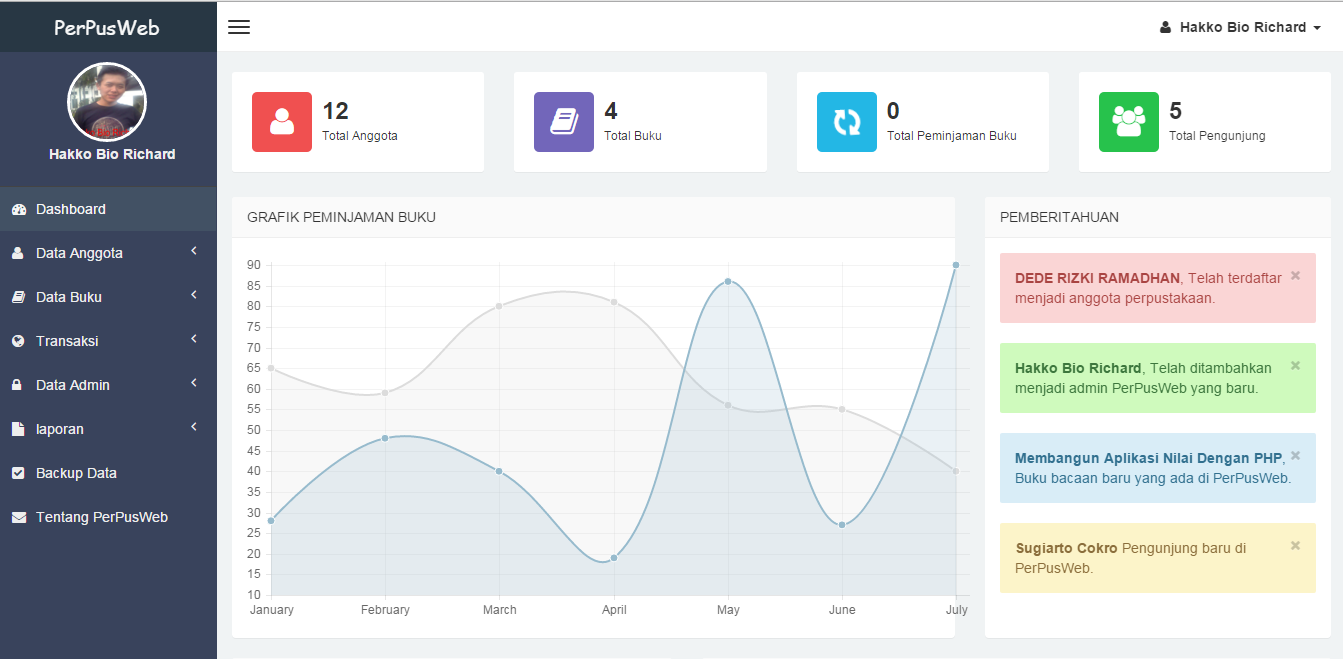 PerPusWeb
Hakko Bio Richard
Hakko Bio Richard
Dashboard
Data Anggota
Data Buku
Transaksi
Data Admin
laporan
Backup Data
Tentang PerPusWeb
12
Total Anggota
4
Total Buku
0
Total Peminjaman Buku
5
Total Pengunjung
GRAFIK PEMINJAMAN BUKU
90
85
80
75
70
65
60
55
50
45
40
35
30
25
20
15
10
January February March April May June July
PEMBERITAHUAN
DEDE RIZKI RAMADHAN, Telah terdaftar ×
menjadi anggota perpustakaan.
Hakko Bio Richard, Telah ditambahkan ×
menjadi admin PerPusWeb yang baru.
Membangun Aplikasi Nilai Dengan PHP, ×
Buku bacaan baru yang ada di PerPusWeb.
Sugiarto Cokro Pengunjung baru di ×
PerPusWeb.